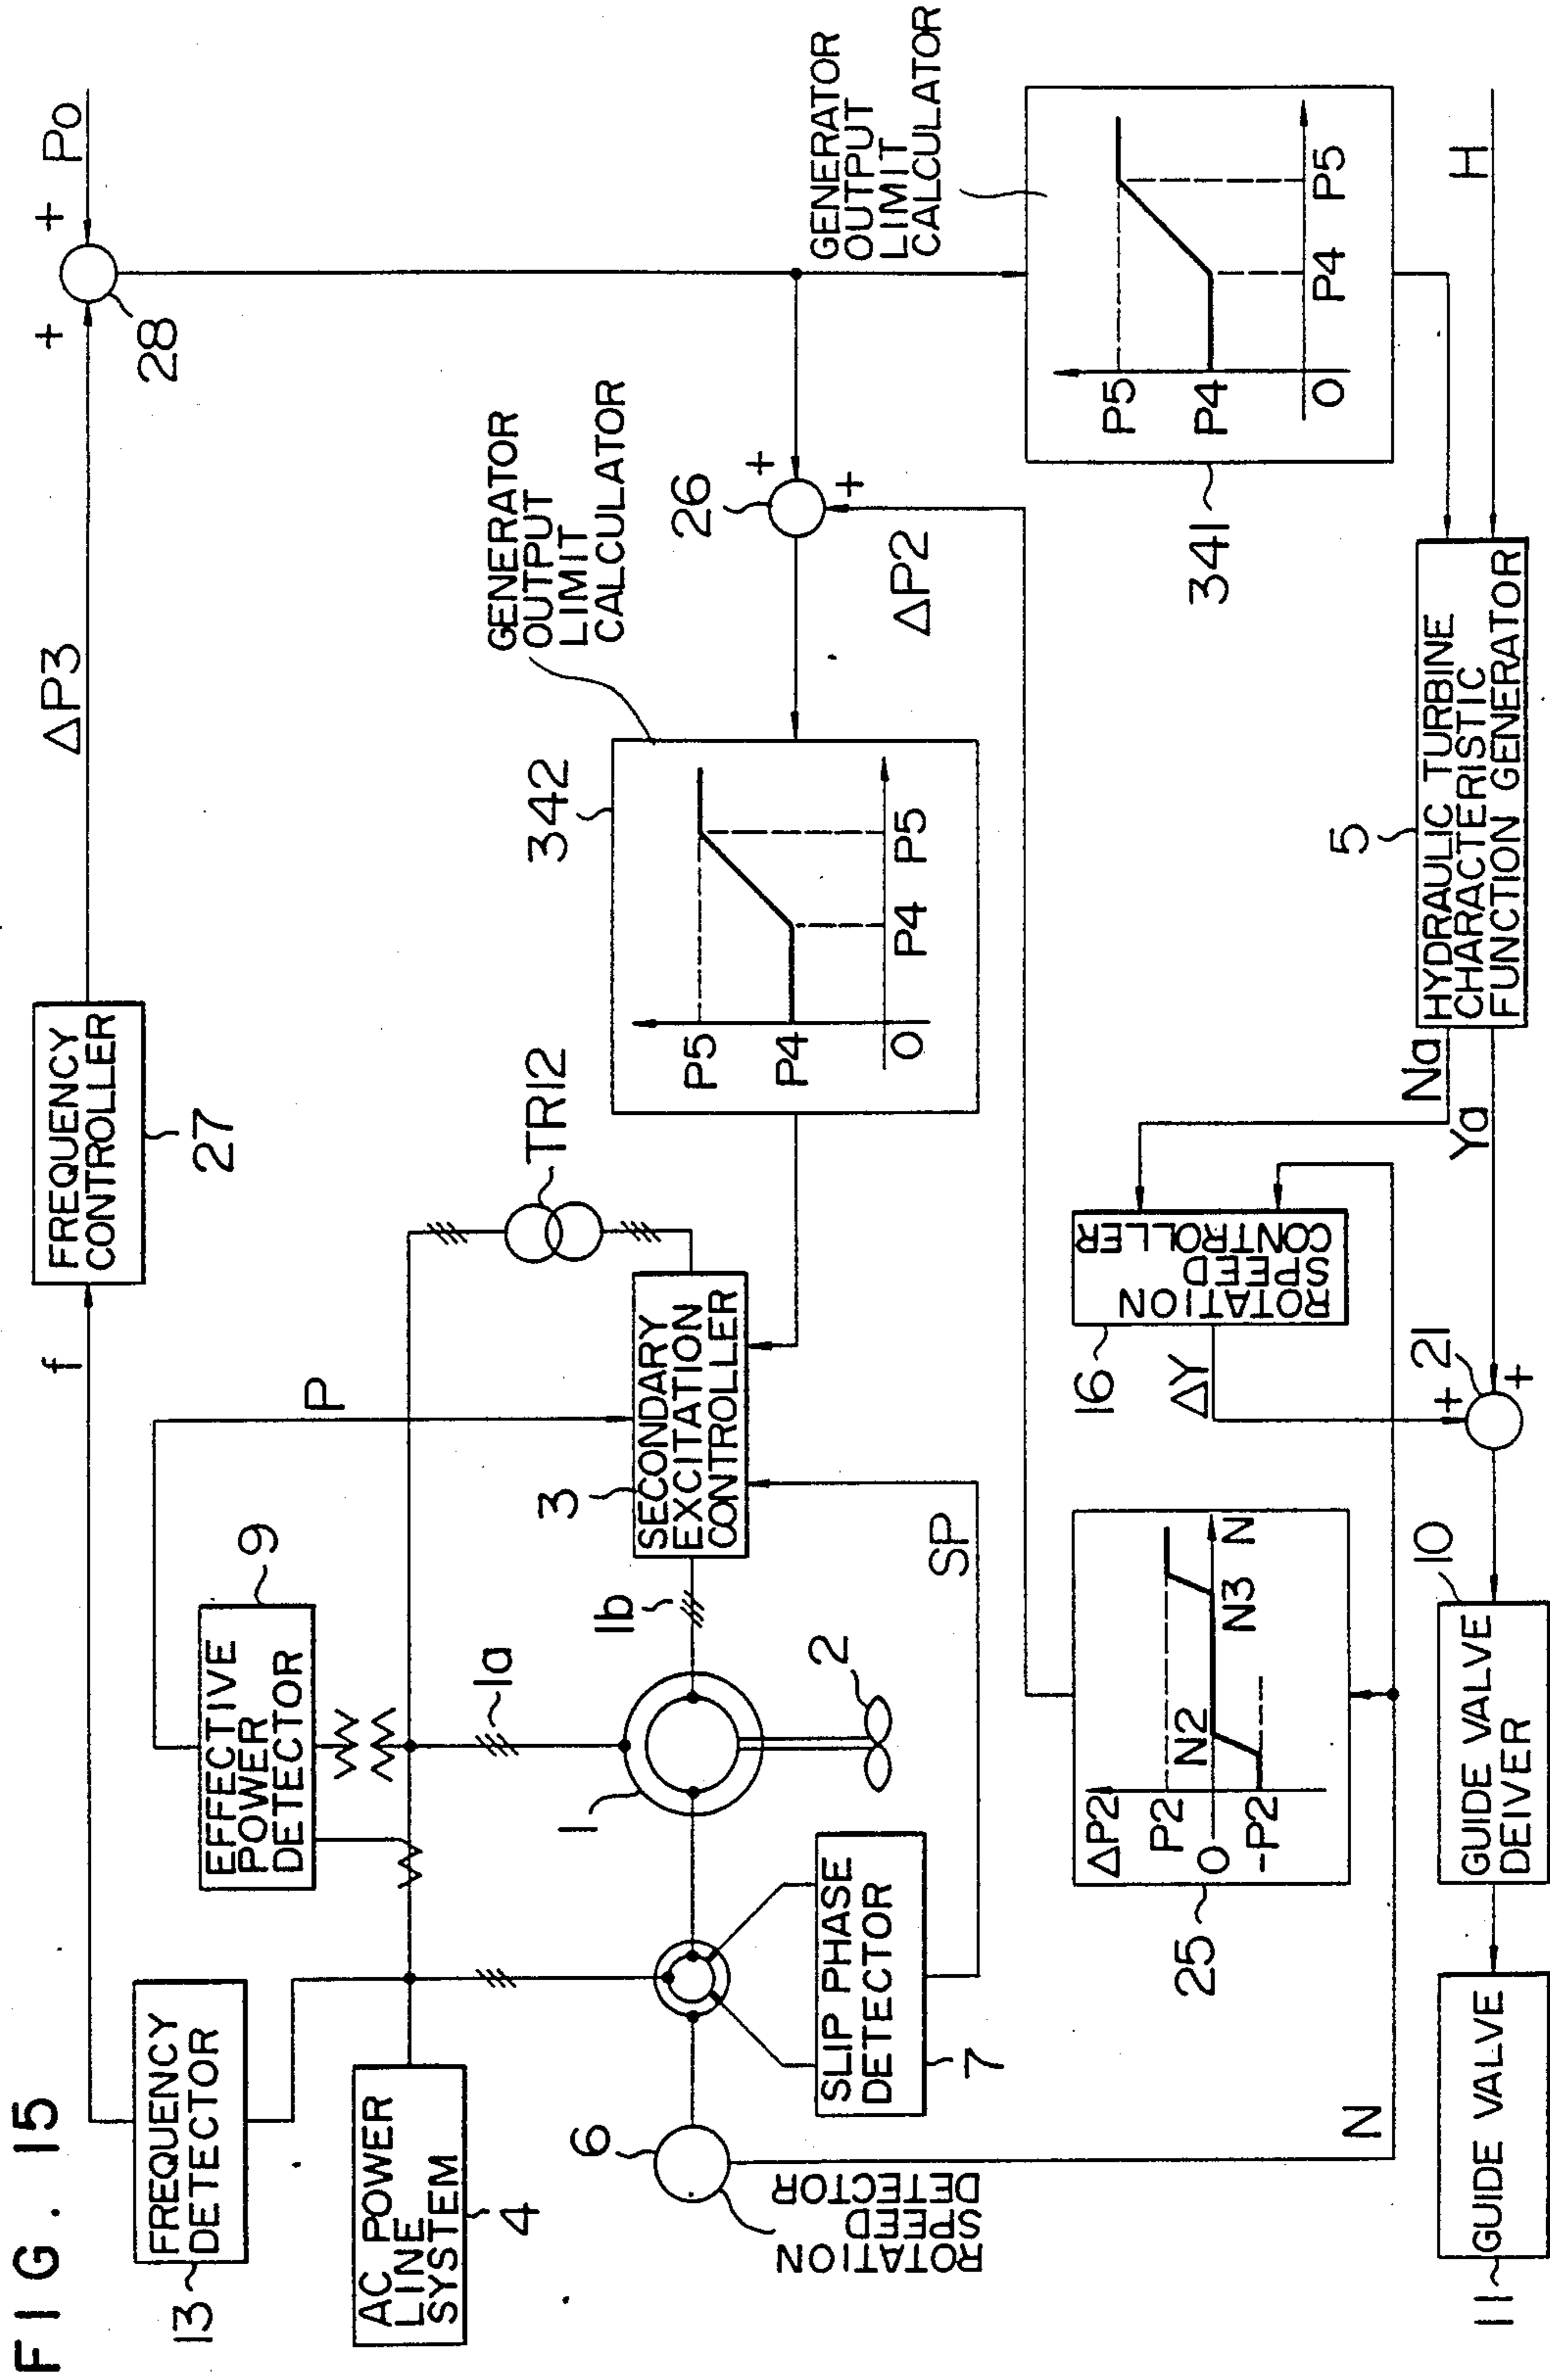 FIG. 15
FREQUENCY
DETECTOR
13
f
FREQUENCY
CONTROLLER
27
ΔP3
+
+
Po
28
AC POWER
LINE
SYSTEM
4
EFFECTIVE
POWER
DETECTOR
9
P
1a
1
1b
2
SECONDARY
EXCITATION
CONTROLLER
3
TR12
GENERATOR
OUTPUT
LIMIT
CALCULATOR
342
P5
P4
0
P4
P5
26
+
+
ΔP2
GENERATOR
OUTPUT
LIMIT
CALCULATOR
341
P5
P4
0
P4
P5
H
6
ROTATION
SPEED
DETECTOR
SLIP PHASE
DETECTOR
7
SP
N
ΔP2
P2
0
-P2
N2
N3
N
25
ROTATION
SPEED
CONTROLLER
16
ΔY
Na
Ya
HYDRAULIC TURBINE
CHARACTERISTIC
FUNCTION GENERATOR
5
21
+
+
GUIDE VALVE
DEIVER
10
GUIDE VALVE
11